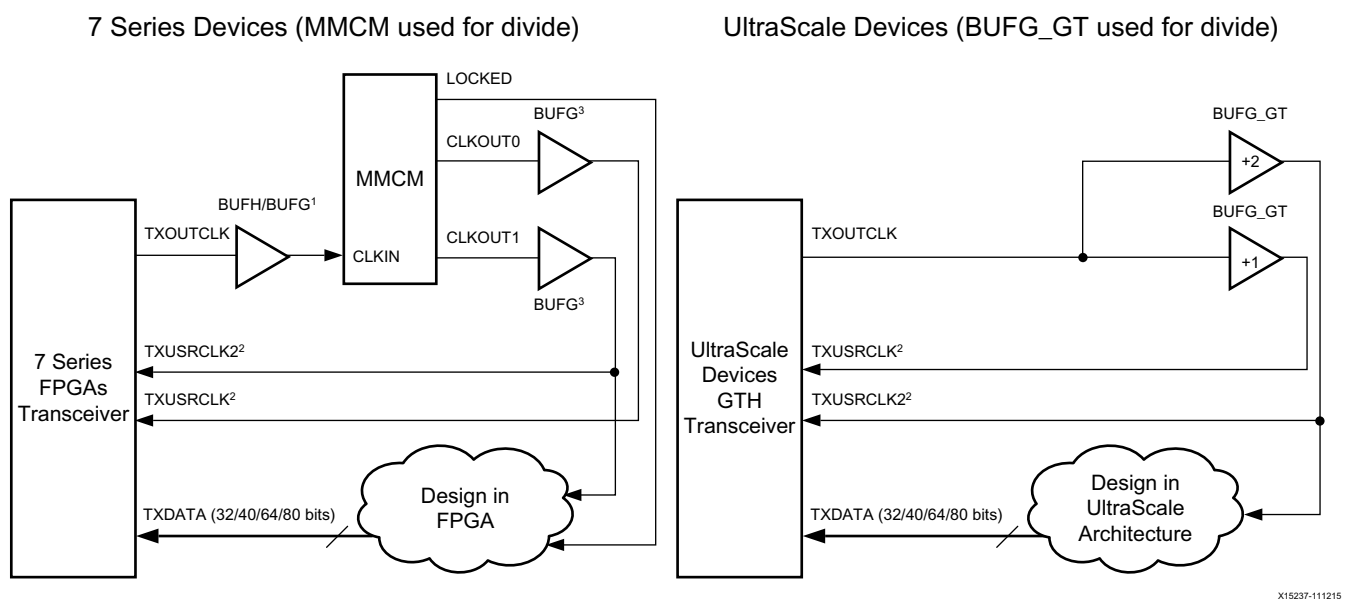 7 Series Devices (MMCM used for divide)
UltraScale Devices (BUFG_GT used for divide)
LOCKED
BUFG³
CLKOUT0
MMCM
BUFH/BUFG¹
TXOUTCLK
CLKIN
CLKOUT1
BUFG³
7 Series
FPGAs
Transceiver
TXUSRCLK2²
TXUSRCLK²
Design in
FPGA
TXDATA (32/40/64/80 bits)
BUFG_GT
+2
BUFG_GT
TXOUTCLK
+1
UltraScale
Devices
GTH
Transceiver
TXUSRCLK²
TXUSRCLK2²
Design in
UltraScale
Architecture
TXDATA (32/40/64/80 bits)
X15237-111215